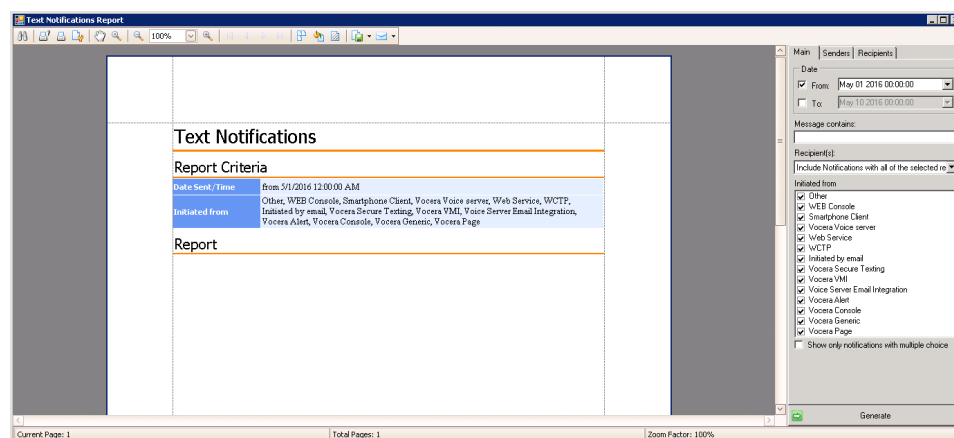 Text Notifications Report
100%
Text Notifications
Report Criteria
Date Sent/Time from 5/1/2016 12:00:00 AM
Initiated from
Other, WEB Console, Smartphone Client, Vocera Voice server, Web Service, WCTP,
Initiated by email, Vocera Secure Texting, Vocera VMI, Voice Server Email Integration,
Vocera Alert, Vocera Console, Vocera Generic, Vocera Page
Report
Main Senders Recipients
Date
From: May 01 2016 00:00:00
To: May 10 2016 00:00:00
Message contains:
Recipient(s):
Include Notifications with all of the selected re
Initiated from
Other
WEB Console
Smartphone Client
Vocera Voice server
Web Service
WCTP
Initiated by email
Vocera Secure Texting
Vocera VMI
Voice Server Email Integration
Vocera Alert
Vocera Console
Vocera Generic
Vocera Page
Show only notifications with multiple choice
Generate
Current Page: 1 Total Pages: 1 Zoom Factor: 100%